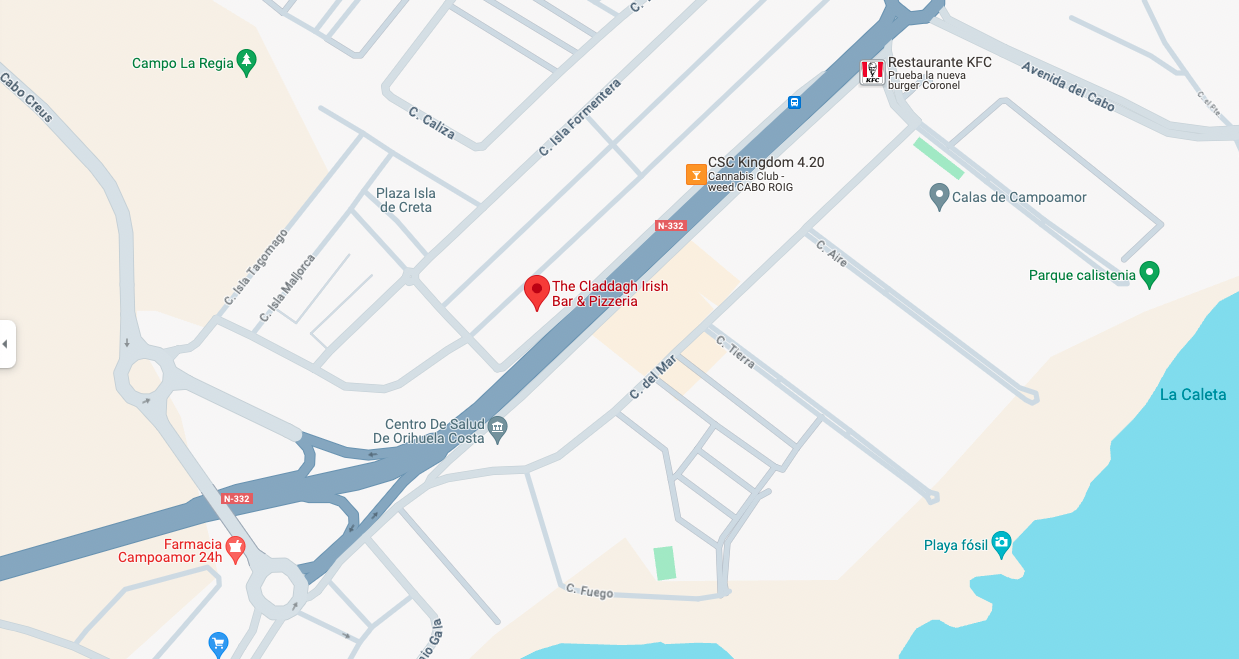 C.
Campo La Regia
Restaurante KFC
Prueba la nueva
burger Coronel
KFC
Avenida del Cabo
Cabo Creus
C. Caliza
C. Isla Formentera
CSC Kingdom 4.20
Cannabis Club -
weed CABO ROIG
Plaza Isla
de Creta
Calas de Campoamor
N-332
C. Isla Tagomago
C. Isla Mallorca
C. Aire
Parque calistenia
The Claddagh Irish
Bar & Pizzeria
C. Tierra
C. del Mar
La Caleta
Centro De Salud
De Orihuela Costa
N-332
Farmacia
Campoamor 24h
Playa fósil
C. Fuego
nio Gala